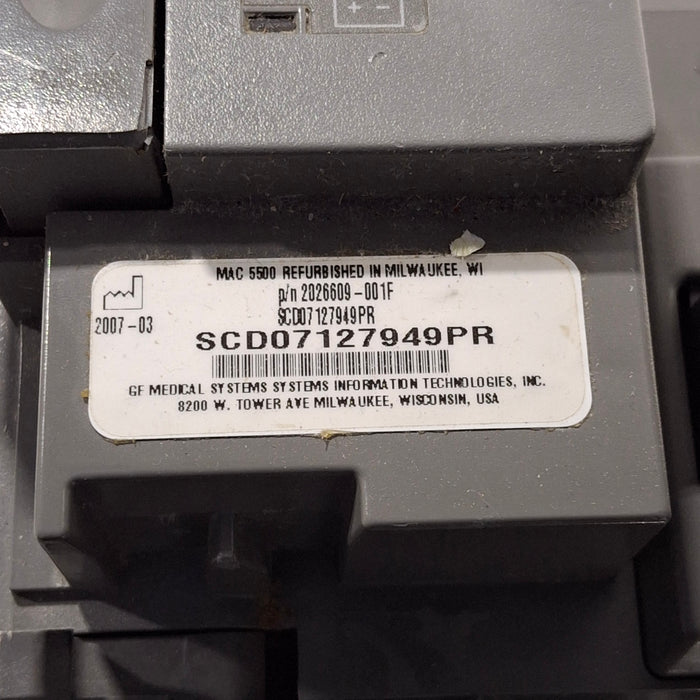 MAC 5500 REFURBISHED IN MILWAUKEE, WI
p/n 2026609-001F
SCD07127949PR
2007-03
SCD07127949PR
GE MEDICAL SYSTEMS SYSTEMS INFORMATION TECHNOLOGIES, INC.
8200 W. TOWER AVE MILWAUKEE, WISCONSIN, USA